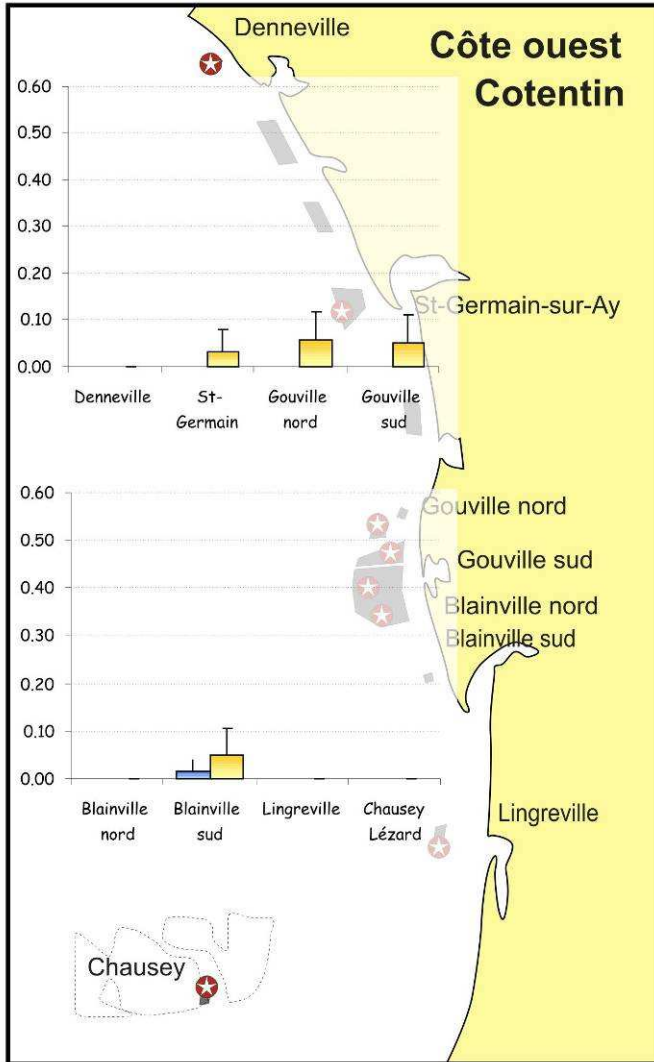 Denneville
Côte ouest
Cotentin
0.60
0.50
0.40
0.30
0.20
St-Germain-sur-Ay
0.10
0.00
Denneville St-Germain Gouville nord Gouville sud
0.60
Gouville nord
0.50
Gouville sud
0.40
Blainville nord
0.30
Blainville sud
0.20
0.10
0.00
Blainville nord Blainville sud Lingreville Chausey Lézard
Lingreville
Chausey